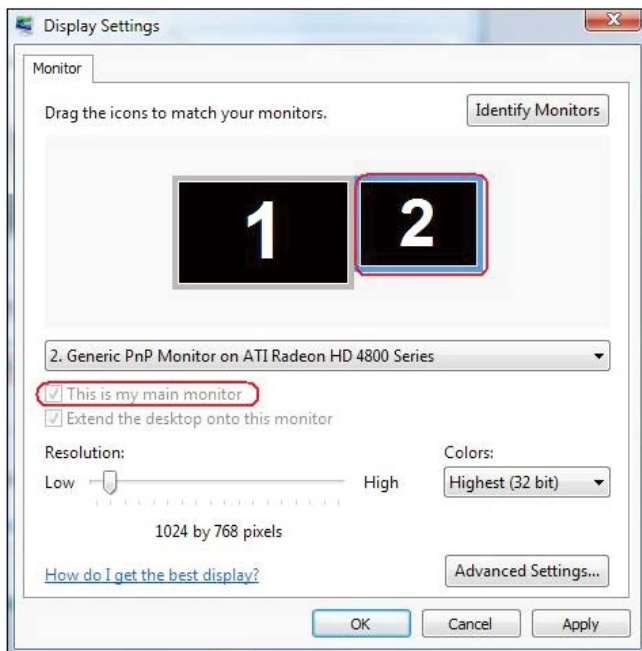 Display Settings
X
Monitor
Drag the icons to match your monitors.
Identify Monitors
1
2
2. Generic PnP Monitor on ATI Radeon HD 4800 Series
This is my main monitor
Extend the desktop onto this monitor
Resolution:
Colors:
Low
High
Highest (32 bit)
1024 by 768 pixels
How do I get the best display?
Advanced Settings...
OK
Cancel
Apply